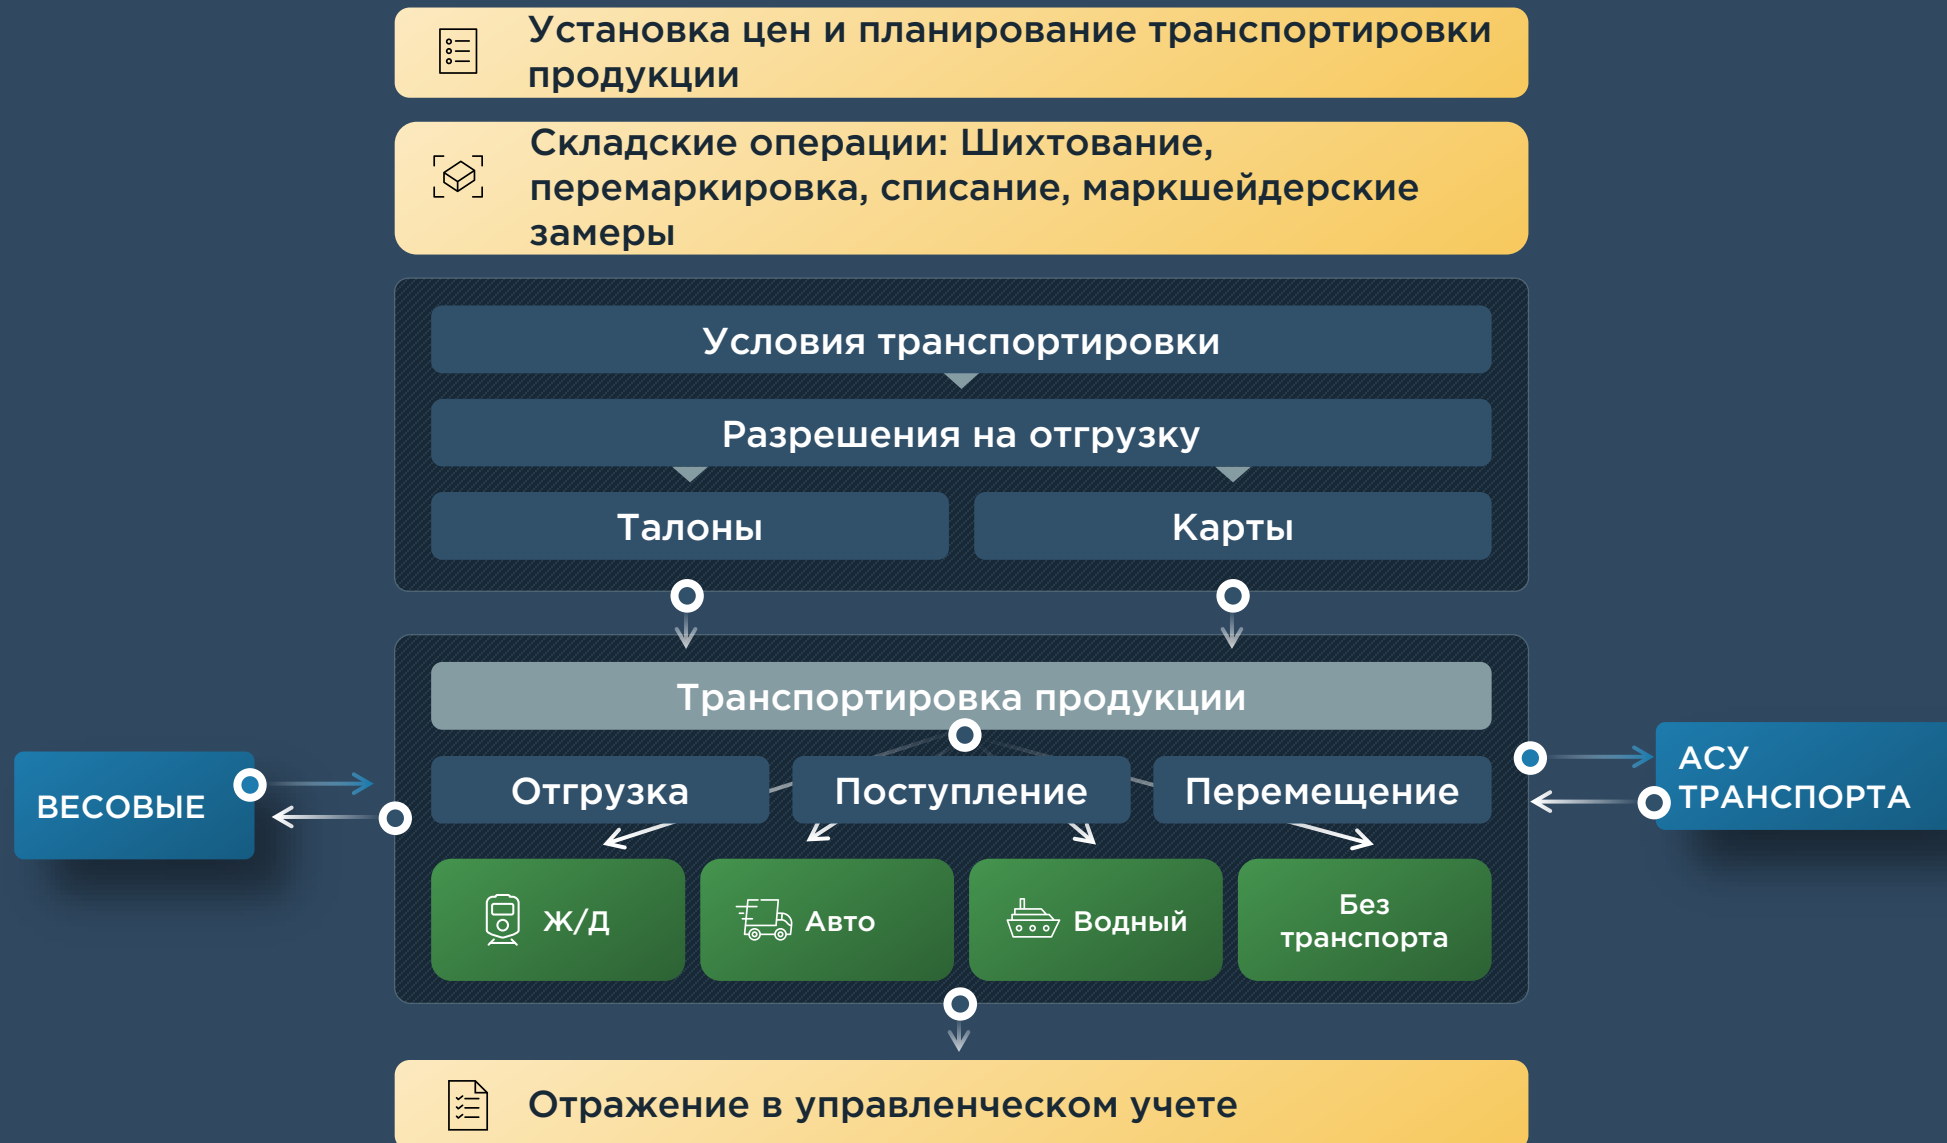 Установка цен и планирование транспортировки
продукции
Складские операции: Шихтование,
перемаркировка, списание, маркшейдерские
замеры
Условия транспортировки
Разрешения на отгрузку
Талоны
Карты
Транспортировка продукции
ВЕСОВЫЕ
Отгрузка
Поступление
Перемещение
АСУ
ТРАНСПОРТА
Ж/Д
Авто
Водный
Без
транспорта
Отражение в управленческом учете